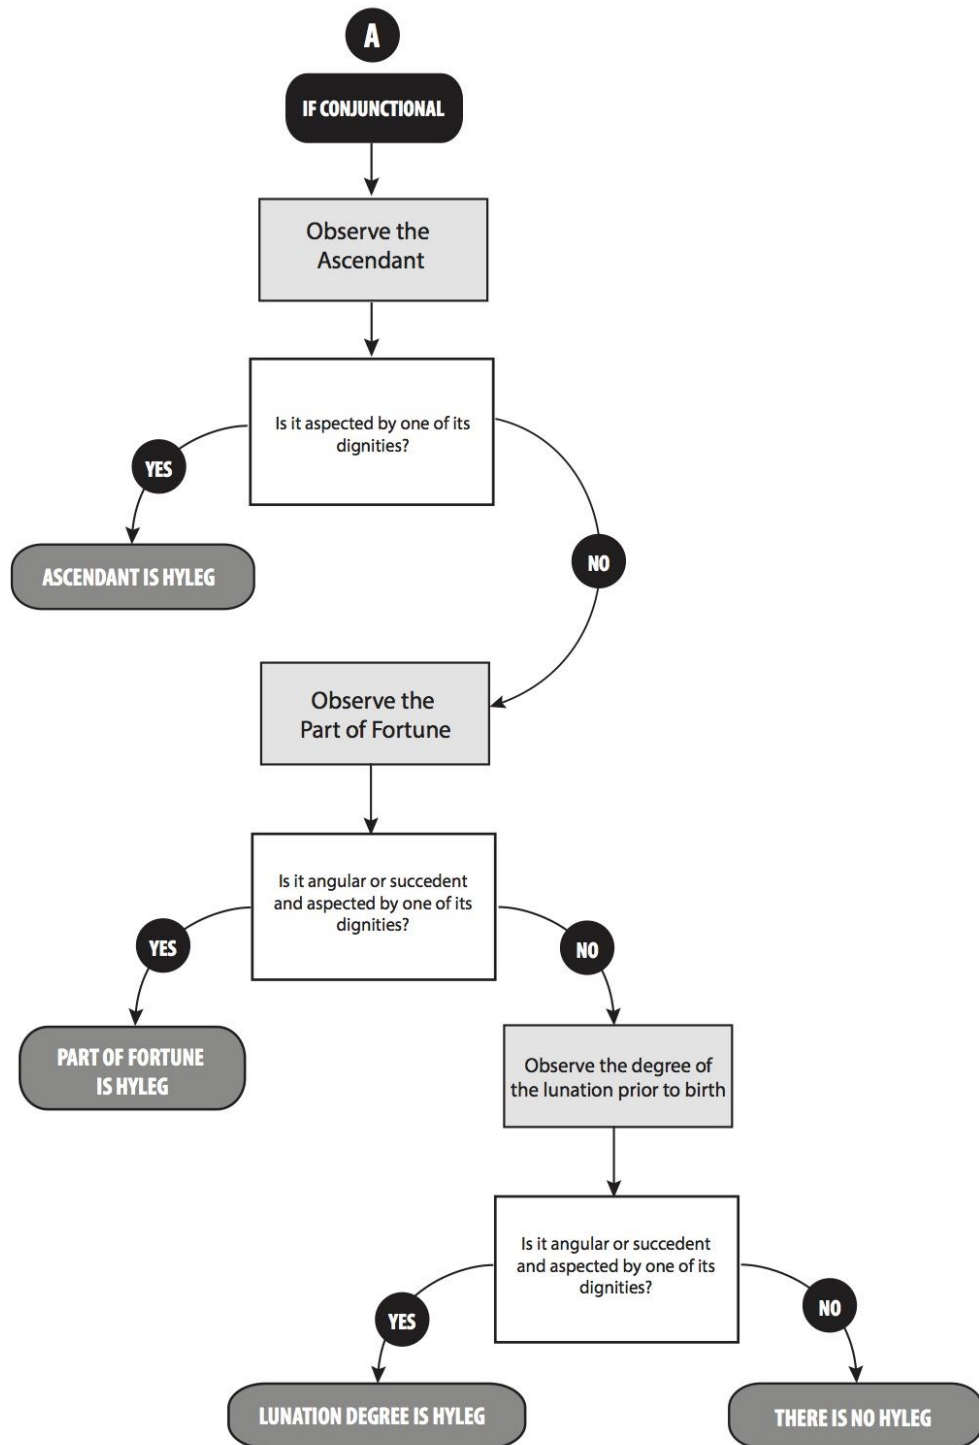 A
IF CONJUNCTIONAL
Observe the
Ascendant
Is it aspected by one of its
dignities?
YES
NO
ASCENDANT IS HYLEG
Observe the
Part of Fortune
Is it angular or succedent
and aspected by one of its
dignities?
YES
NO
PART OF FORTUNE
IS HYLEG
Observe the degree of
the lunation prior to birth
Is it angular or succedent
and aspected by one of its
dignities?
YES
NO
LUNATION DEGREE IS HYLEG
THERE IS NO HYLEG